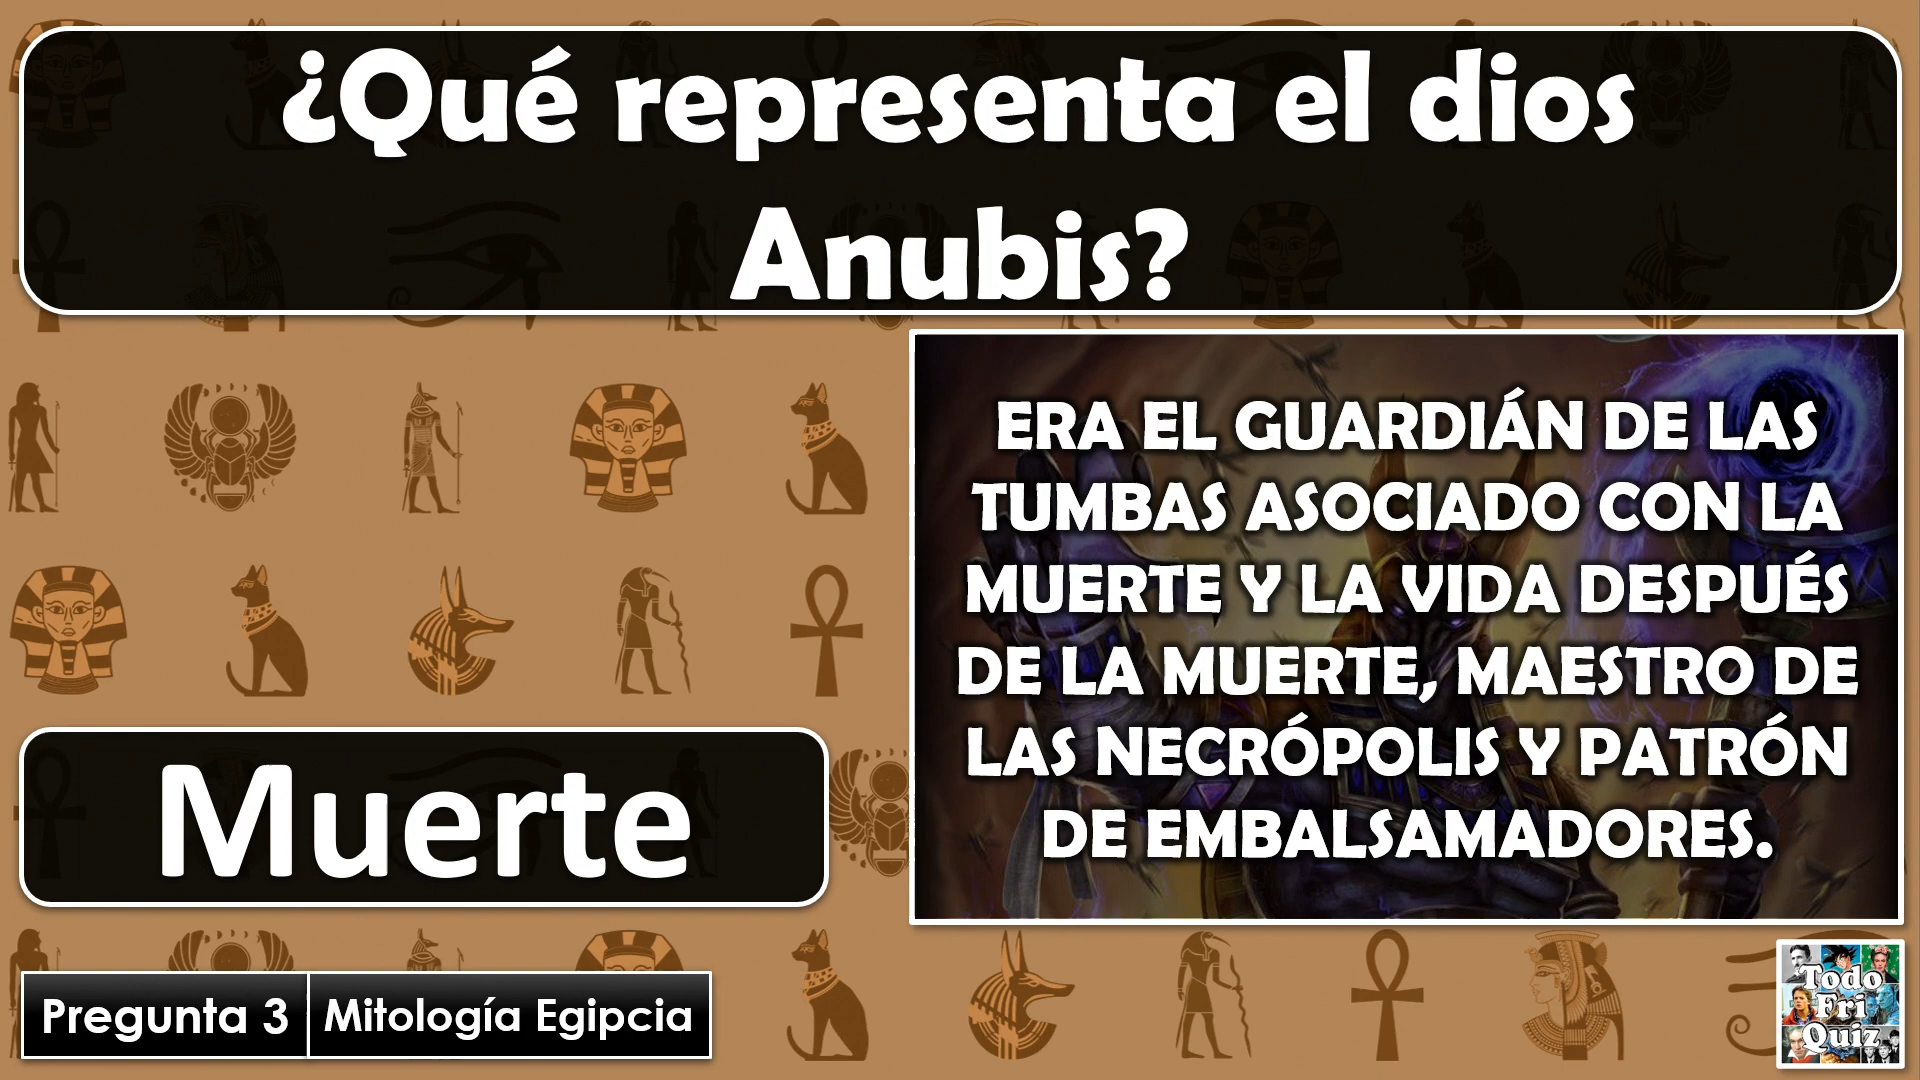 ¿Qué representa el dios
Anubis?
ERA EL GUARDIÁN DE LAS
TUMBAS ASOCIADO CON LA
MUERTE Y LA VIDA DESPUÉS
DE LA MUERTE, MAESTRO DE
LAS NECRÓPOLIS Y PATRÓN
DE EMBALSAMADORES.
Muerte
Pregunta 3
Mitología Egipcia
Todo
Fri
Quiz